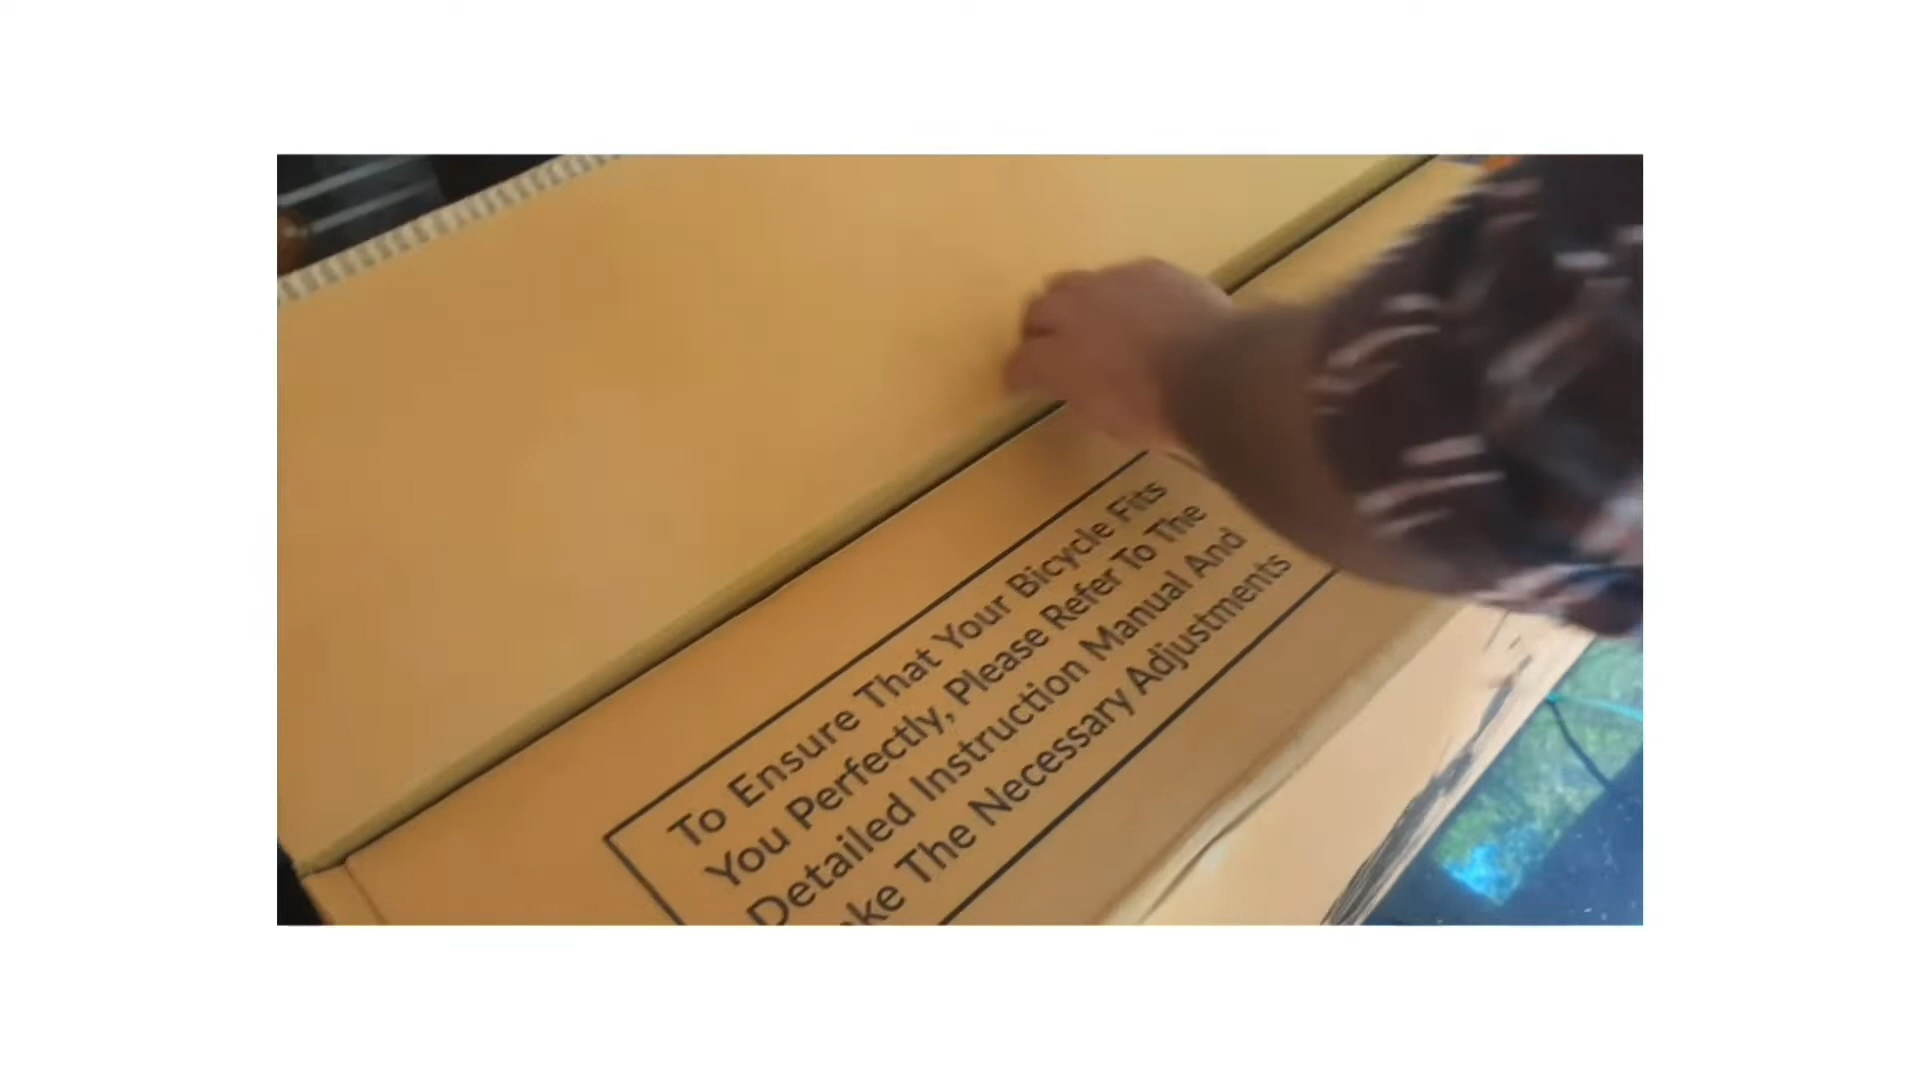 To Ensure That Your Bicycle Fits
You Perfectly, Please Refer To The
Detailed Instruction Manual And
ake The Necessary Adjustments